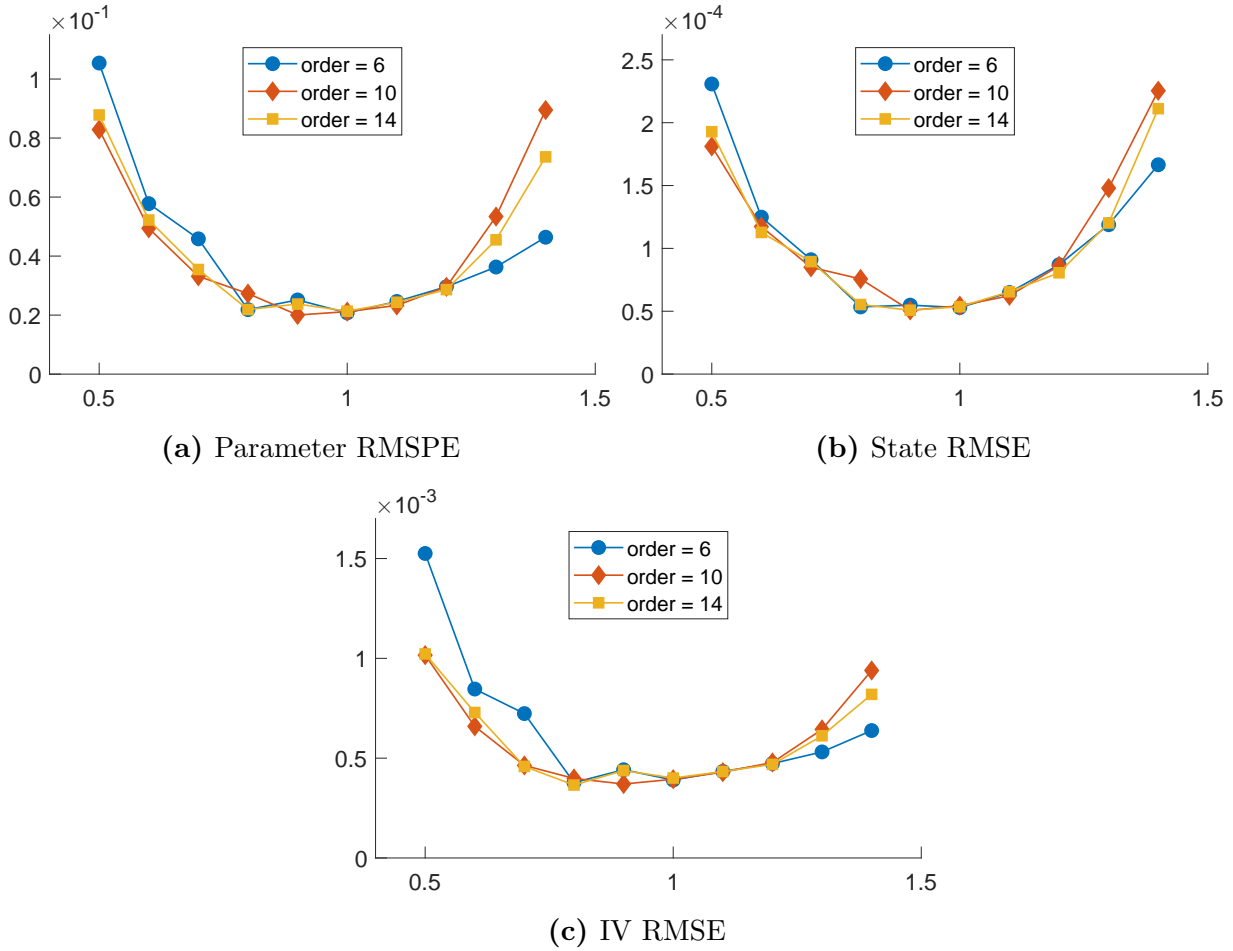 ×10-1
1
0.8
0.6
0.4
0.2
0
0.5 1 1.5
order = 6
order = 10
order = 14
(a) Parameter RMSPE
×10-4
2.5
2
1.5
1
0.5
0
0.5 1 1.5
order = 6
order = 10
order = 14
(b) State RMSE
×10-3
1.5
1
0.5
0
0.5 1 1.5
order = 6
order = 10
order = 14
(c) IV RMSE